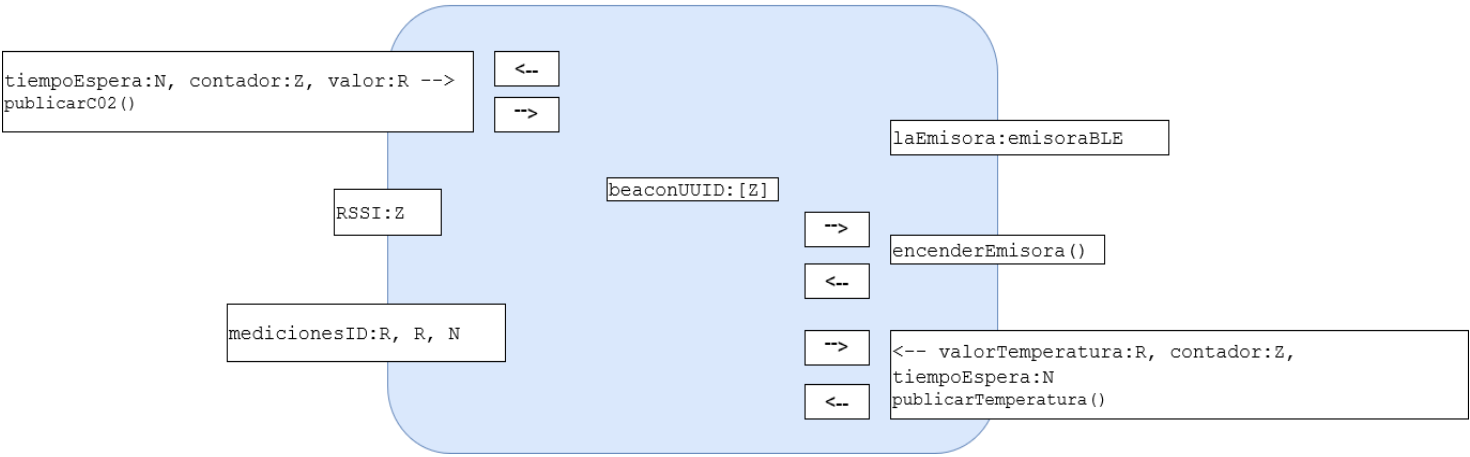 tiempoEspera:N, contador:Z, valor:R -->
publicarC02()
<--
-->
laEmisora:emisoraBLE
beaconUUID:[Z]
RSSI:Z
-->
encenderEmisora()
<--
medicionesID:R, R, N
-->
<-- valorTemperatura:R, contador:Z,
tiempoEspera:N
publicarTemperatura()
<--